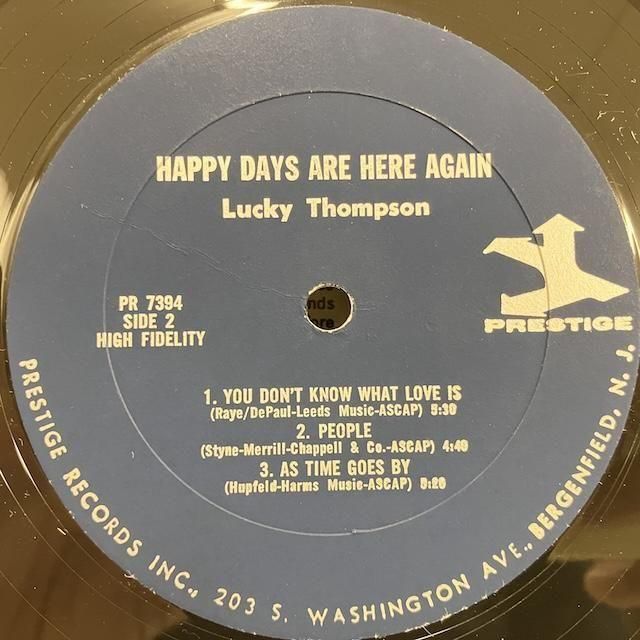 HAPPY DAYS ARE HERE AGAIN
Lucky Thompson
PRESTIGE
PR 7394
SIDE 2
HIGH FIDELITY
1. YOU DON'T KNOW WHAT LOVE IS
(Raye/DePaul-Leeds Music-ASCAP) 5:30
2. PEOPLE
(Styne-Merrill-Chappell & Co.-ASCAP) 4:40
3. AS TIME GOES BY
(Hupfeld-Harms Music-ASCAP) 5:20
PRESTIGE RECORDS INC., 203 S. WASHINGTON AVE., BERGENFIELD, N. J.